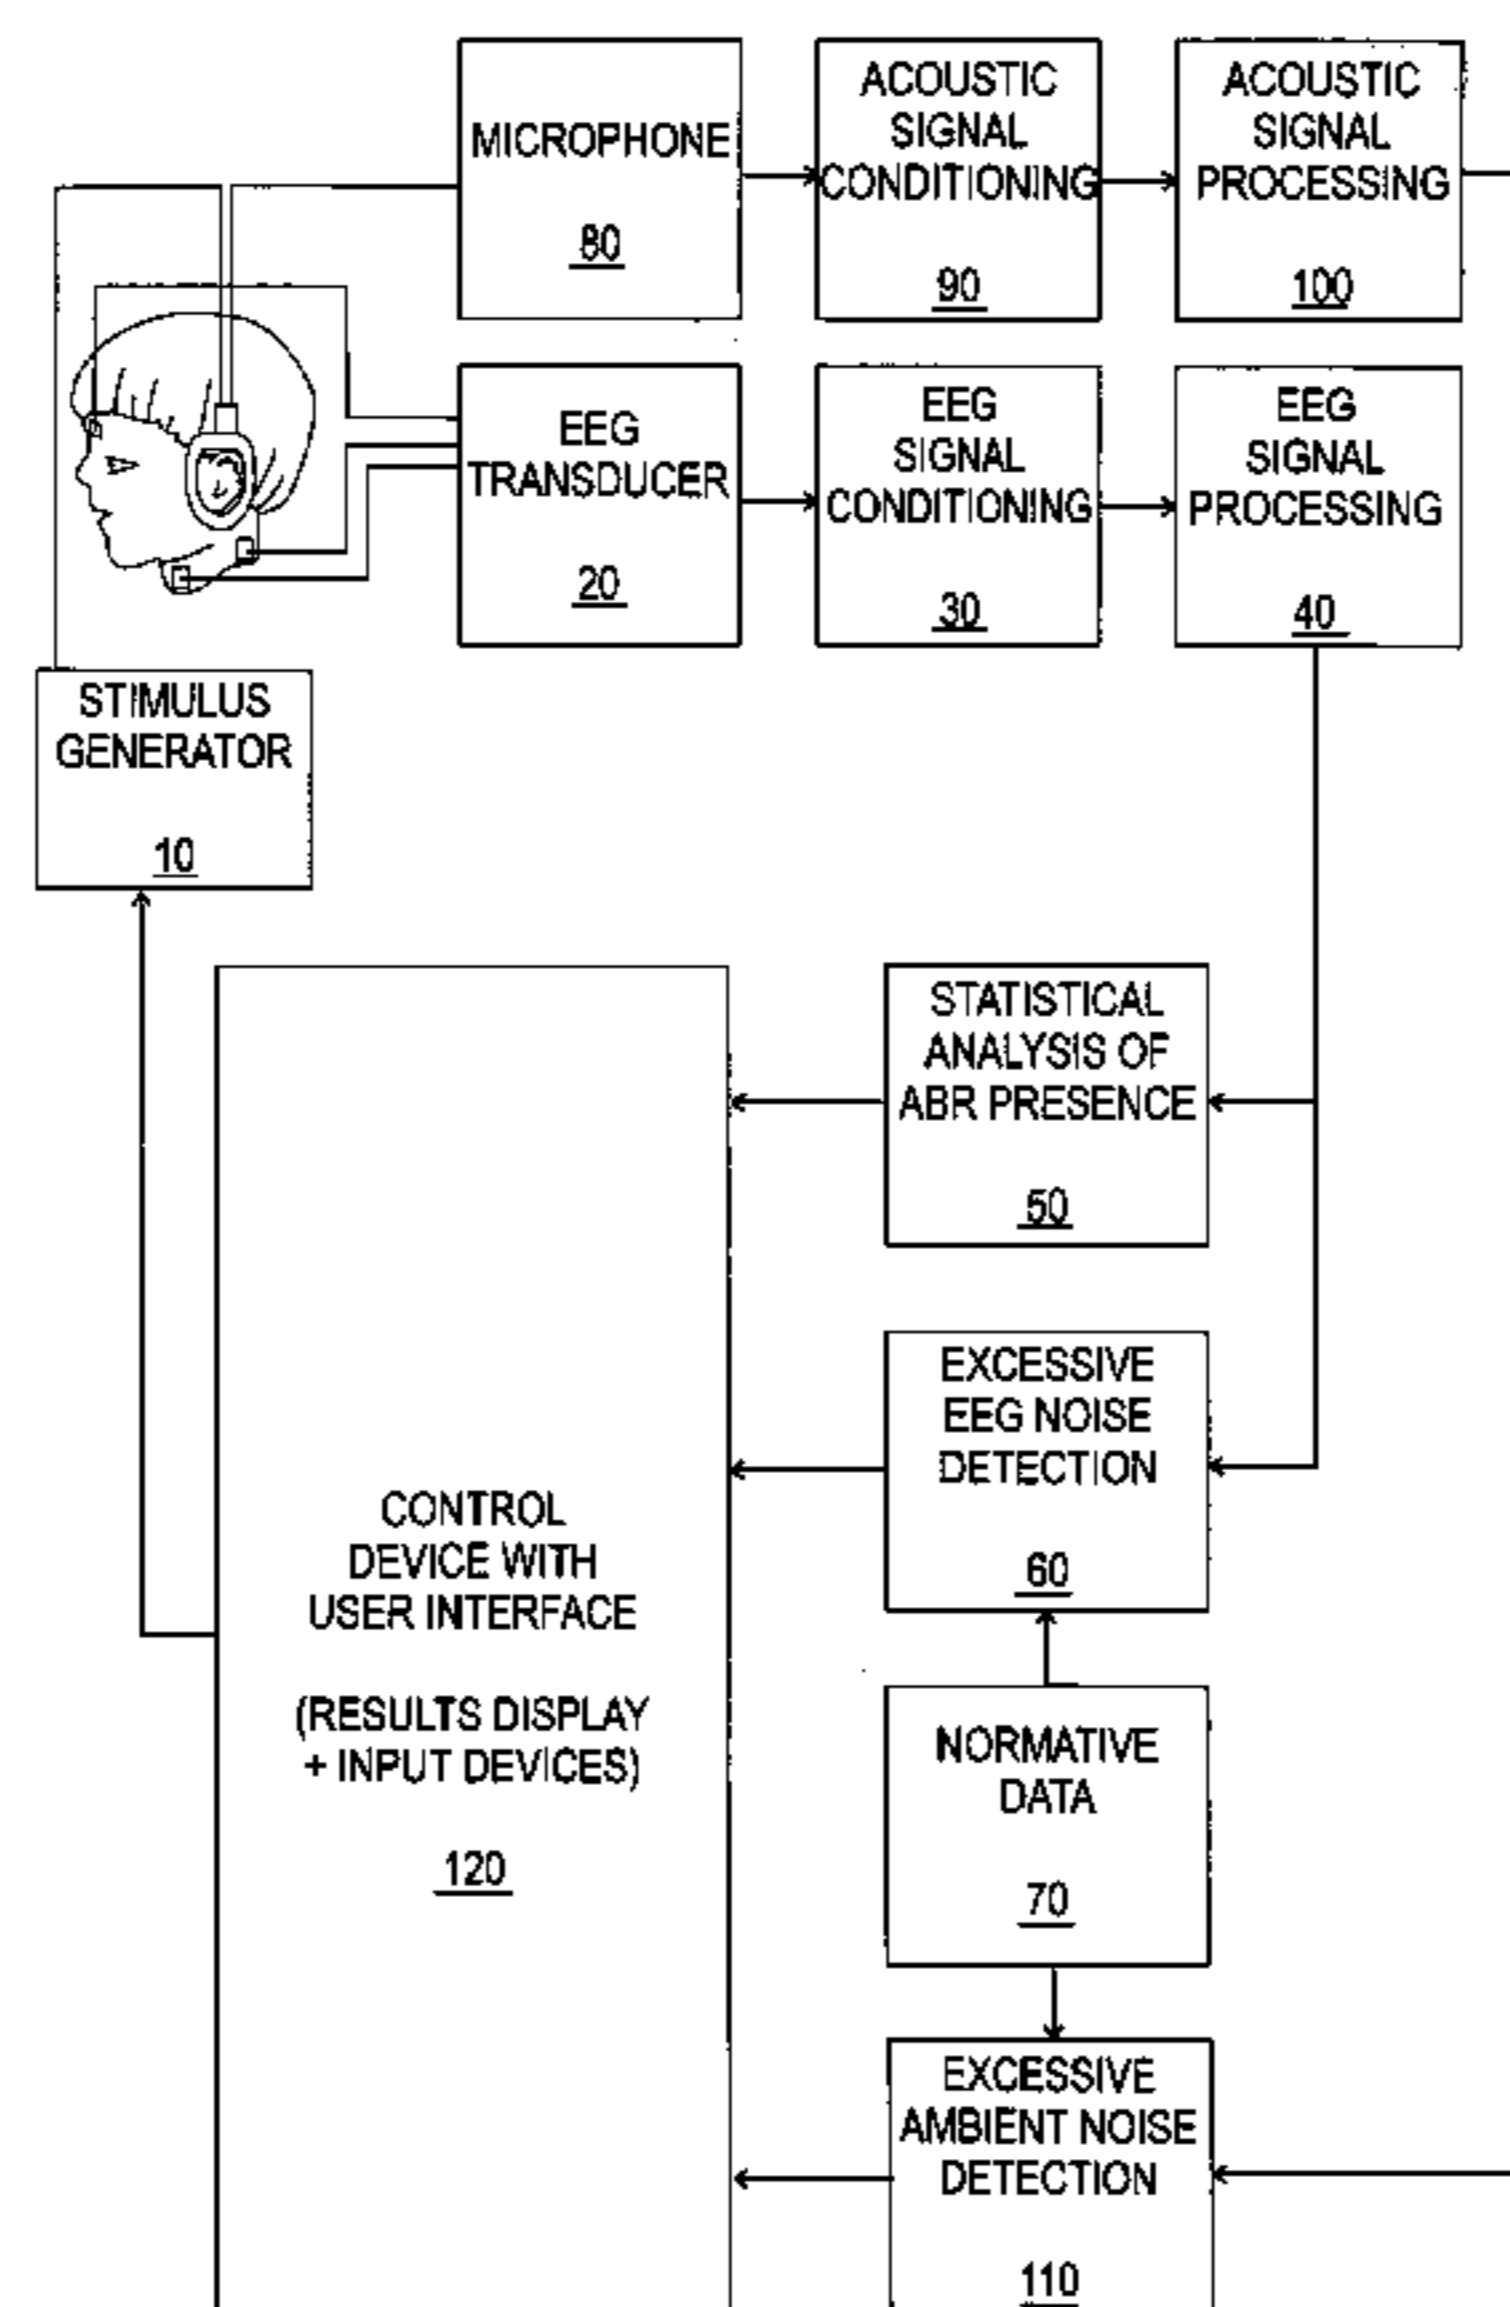 MICROPHONE
80
ACOUSTIC
SIGNAL
CONDITIONING
90
ACOUSTIC
SIGNAL
PROCESSING
100
EEG
TRANSDUCER
20
EEG
SIGNAL
CONDITIONING
30
EEG
SIGNAL
PROCESSING
40
STIMULUS
GENERATOR
10
STATISTICAL
ANALYSIS OF
ABR PRESENCE
50
EXCESSIVE
EEG NOISE
DETECTION
60
CONTROL
DEVICE WITH
USER INTERFACE
(RESULTS DISPLAY
+ INPUT DEVICES)
120
NORMATIVE
DATA
70
EXCESSIVE
AMBIENT NOISE
DETECTION
110